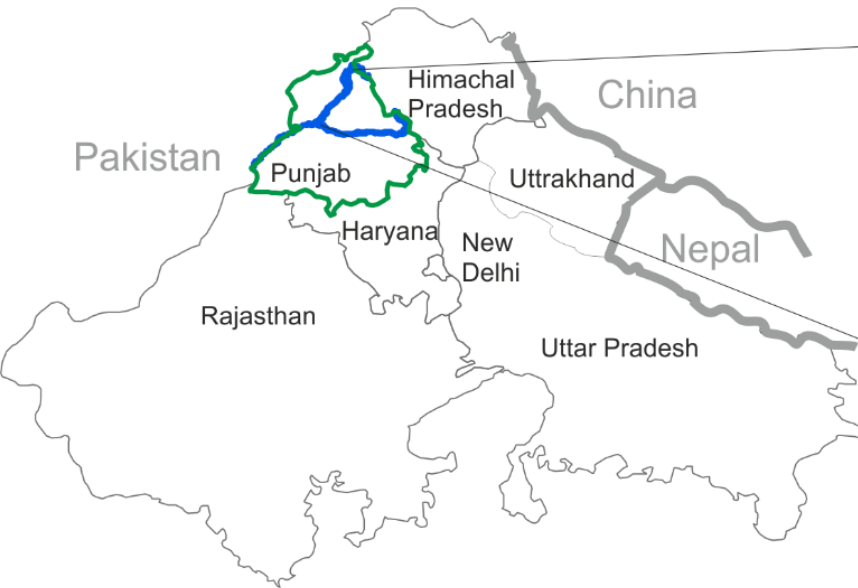 Himachal
Pradesh
China
Pakistan
Punjab
Uttrakhand
Haryana
New
Delhi
Nepal
Rajasthan
Uttar Pradesh